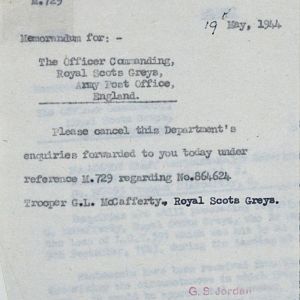 M.729
19 May, 1944
Memorandum for: -
The Officer Commanding,
Royal Scots Greys,
Army Post Office,
England.
Please cancel this Department's
enquiries forwarded to you today under
reference M.729 regarding No.864624
Trooper G.L. McCafferty., Royal Scots Greys.
G. S. Jordan